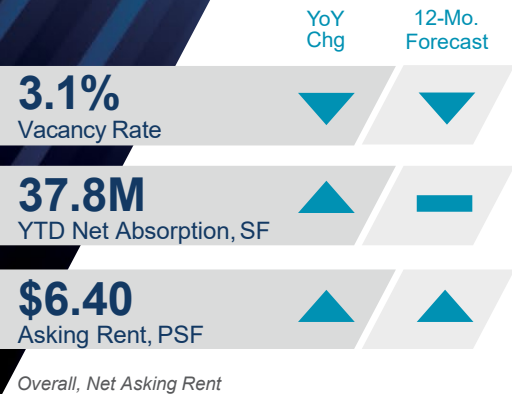 YoY
Chg
12-Mo.
Forecast
3.1%
Vacancy Rate
37.8M
YTD Net Absorption, SF
$6.40
Asking Rent, PSF
Overall, Net Asking Rent